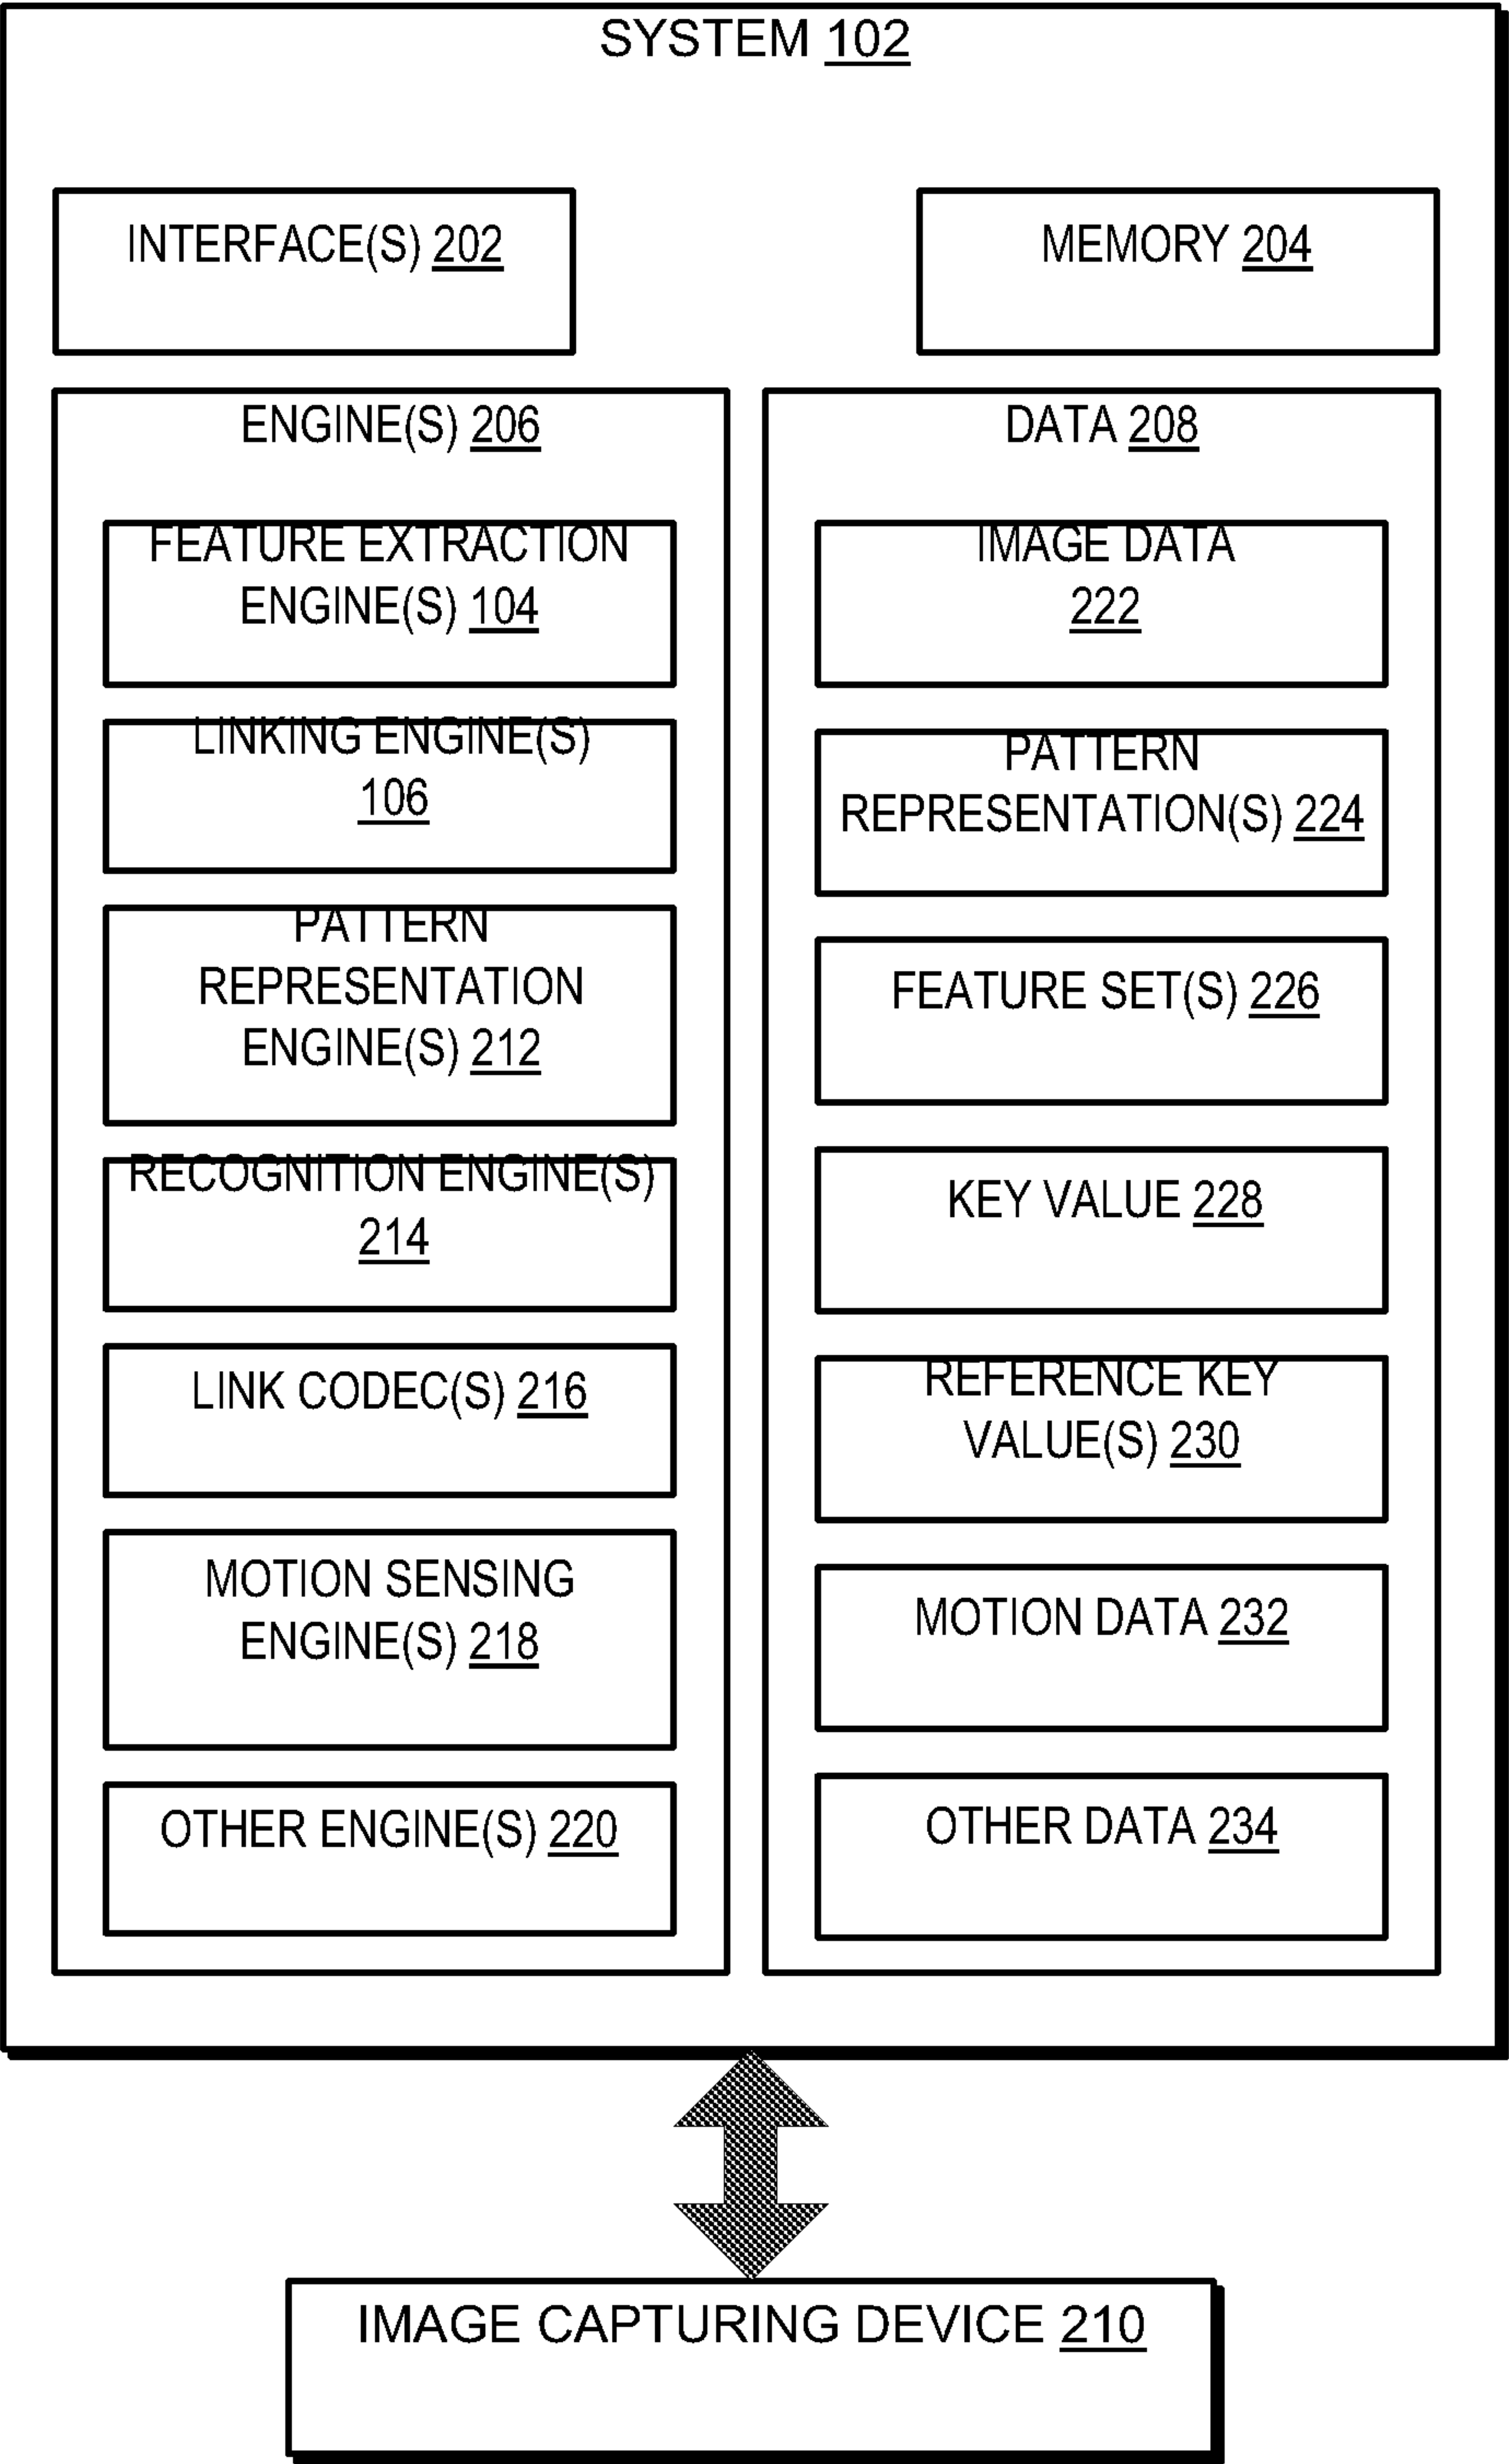 SYSTEM 102
INTERFACE(S) 202
MEMORY 204
ENGINE(S) 206
FEATURE EXTRACTION
ENGINE(S) 104
LINKING ENGINE(S)
106
PATTERN
REPRESENTATION
ENGINE(S) 212
RECOGNITION ENGINE(S)
214
LINK CODEC(S) 216
MOTION SENSING
ENGINE(S) 218
OTHER ENGINE(S) 220
DATA 208
IMAGE DATA
222
PATTERN
REPRESENTATION(S) 224
FEATURE SET(S) 226
KEY VALUE 228
REFERENCE KEY
VALUE(S) 230
MOTION DATA 232
OTHER DATA 234
IMAGE CAPTURING DEVICE 210